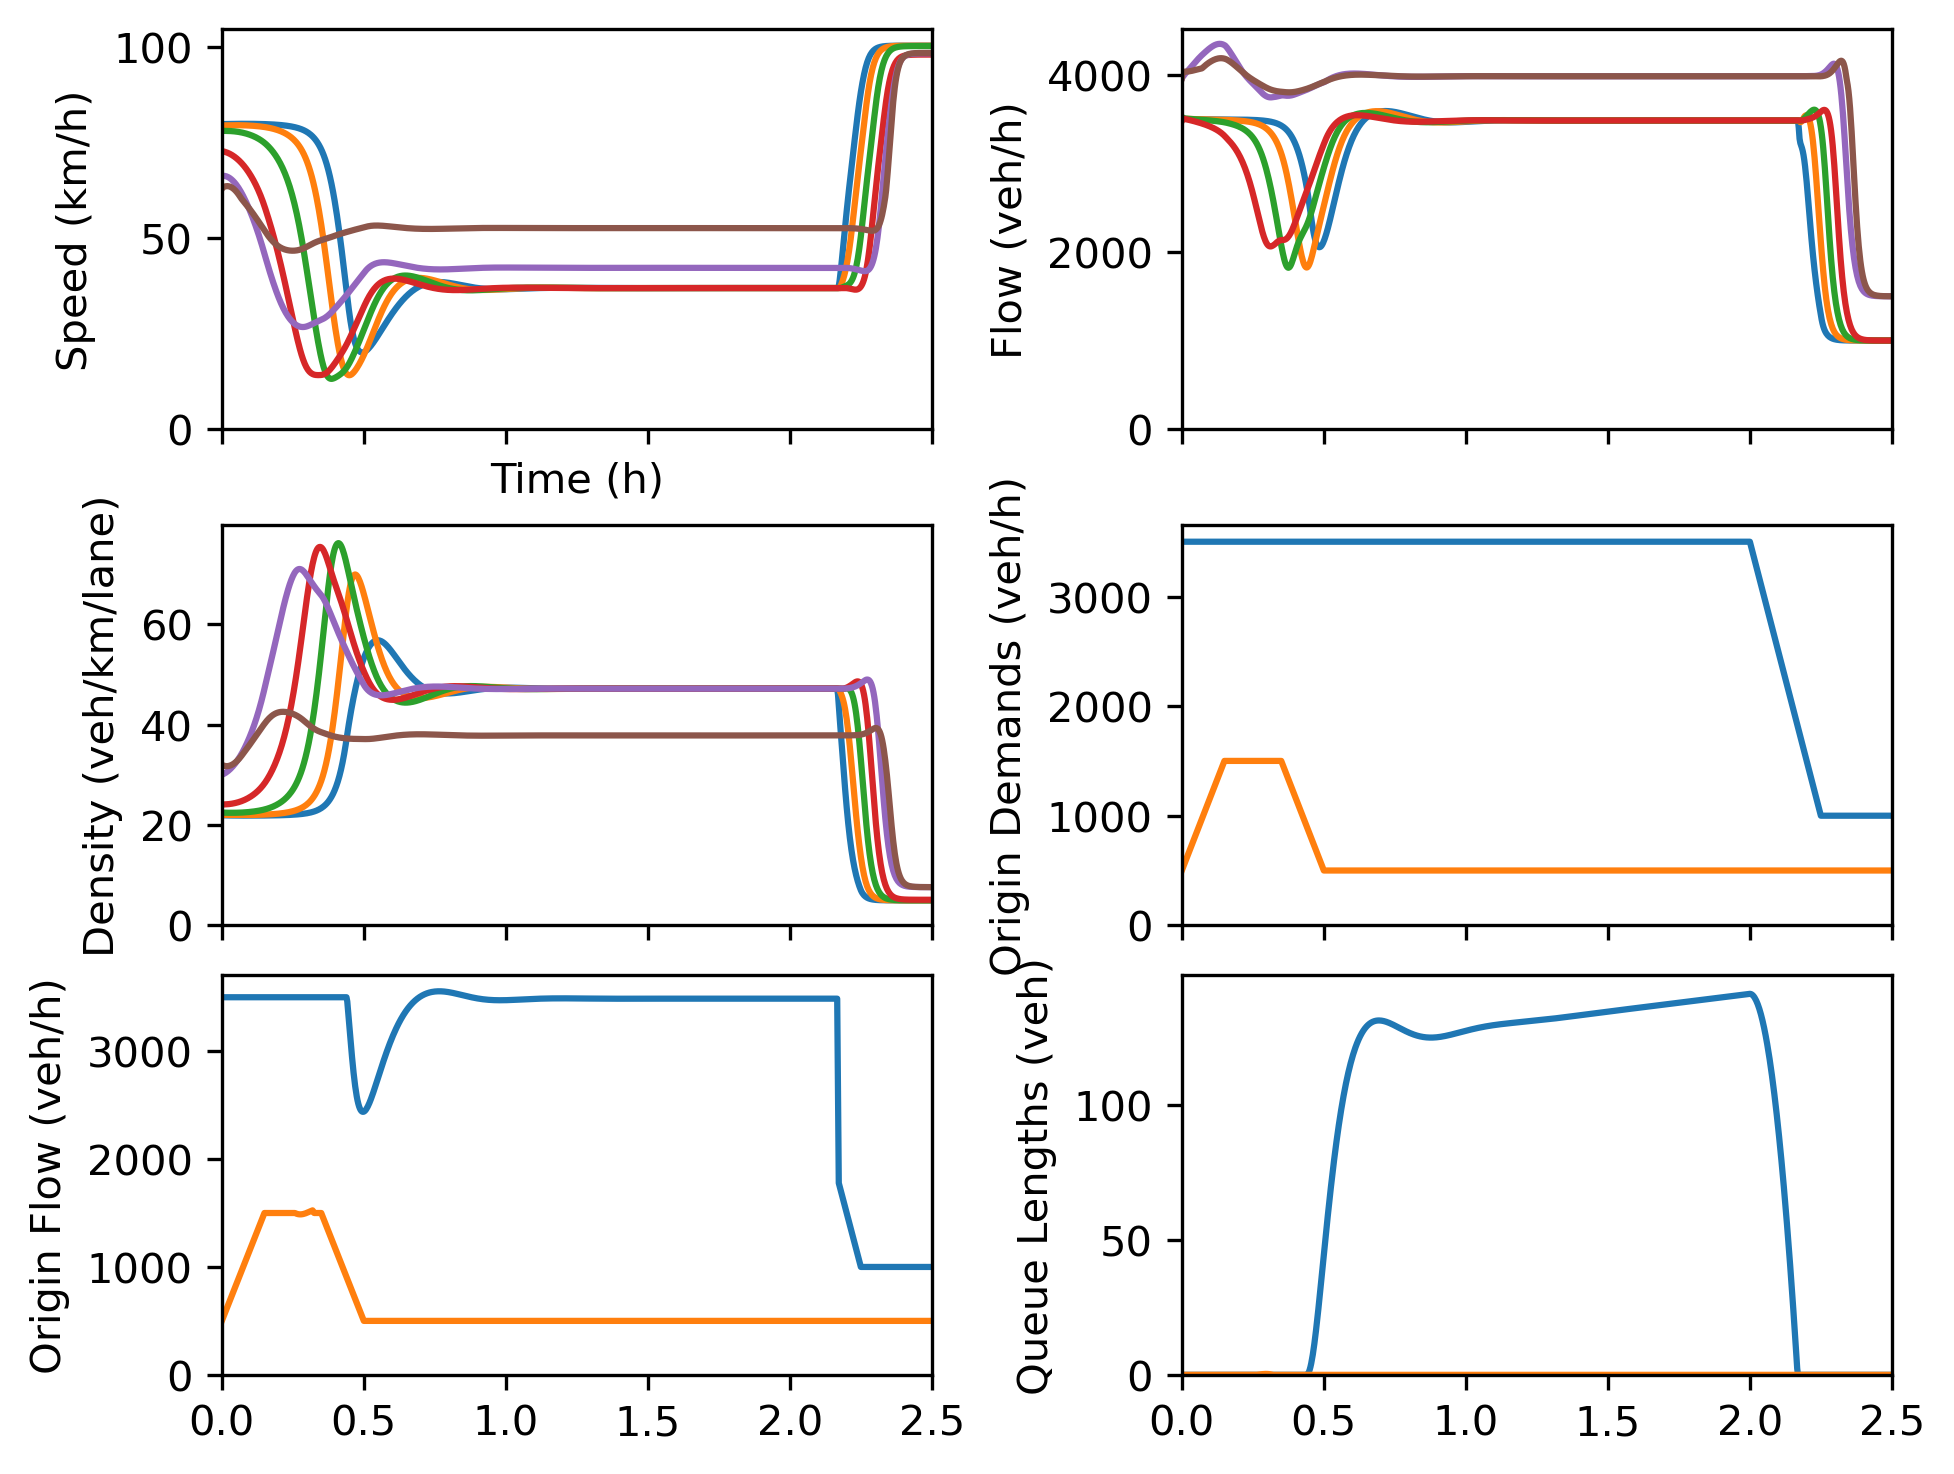 Speed (km/h)
100
50
0
Time (h)
Flow (veh/h)
4000
2000
0
Density (veh/km/lane)
60
40
20
0
Origin Demands (veh/h)
3000
2000
1000
0
Origin Flow (veh/h)
3000
2000
1000
0
0.0 0.5 1.0 1.5 2.0 2.5
Queue Lengths (veh)
100
50
0
0.0 0.5 1.0 1.5 2.0 2.5